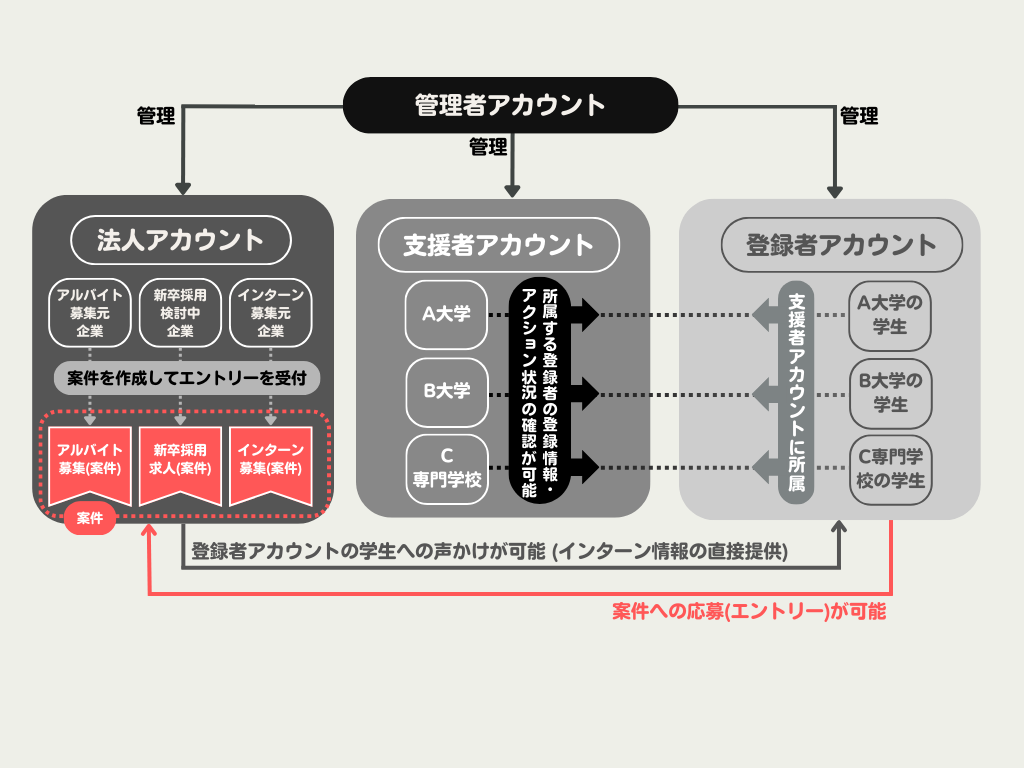 管理者アカウント
管理
管理
管理
法人アカウント
アルバイト
募集元
企業
新卒採用
検討中
企業
インターン
募集元
企業
案件を作成してエントリーを受付
アルバイト
募集(案件)
新卒採用
求人(案件)
インターン
募集(案件)
案件
支援者アカウント
A大学
B大学
C
専門学校
所属する登録者の登録情報・
アクション状況の確認が可能
登録者アカウント
支援者アカウントに所属
A大学の
学生
B大学の
学生
C専門学
校の学生
登録者アカウントの学生への声かけが可能 (インターン情報の直接提供)
案件への応募(エントリー)が可能